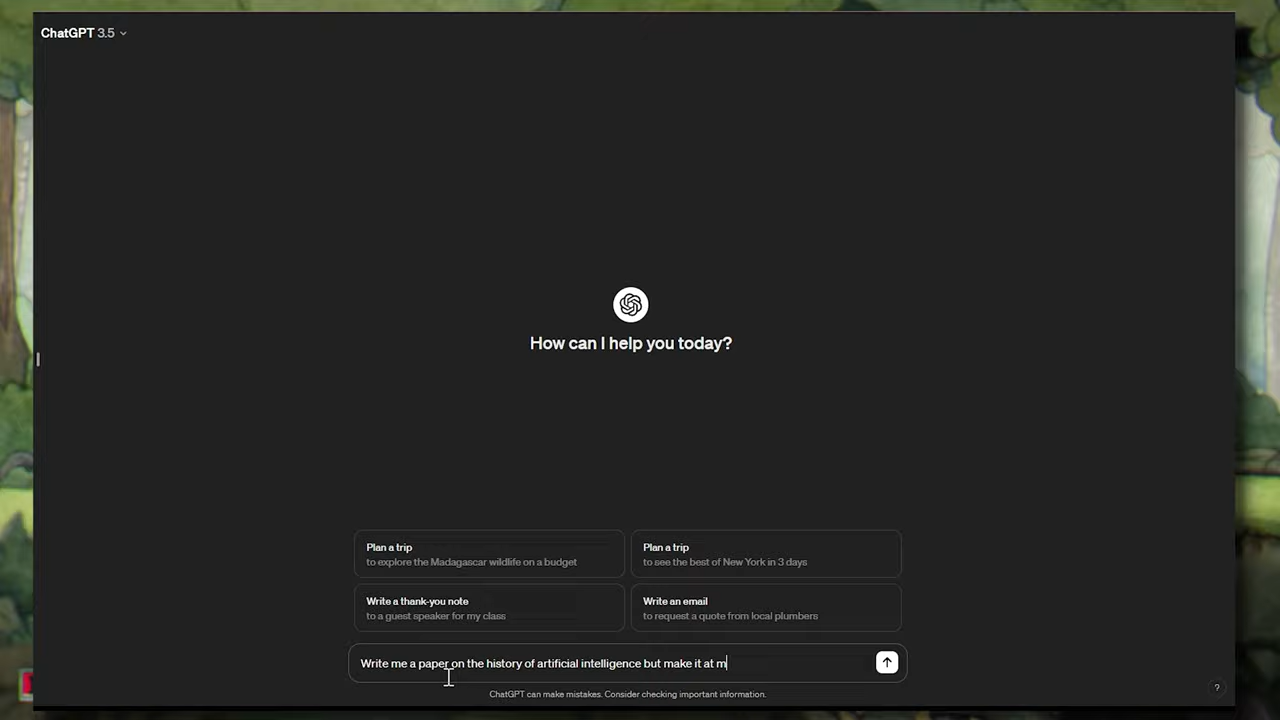 ChatGPT 3.5
How can I help you today?
Plan a trip
to explore the Madagascar wildlife on a budget
Plan a trip
to see the best of New York in 3 days
Write a thank-you note
to a guest speaker for my class
Write an email
to request a quote from local plumbers
Write me a paper on the history of artificial intelligence but make it at m
ChatGPT can make mistakes. Consider checking important information.
?